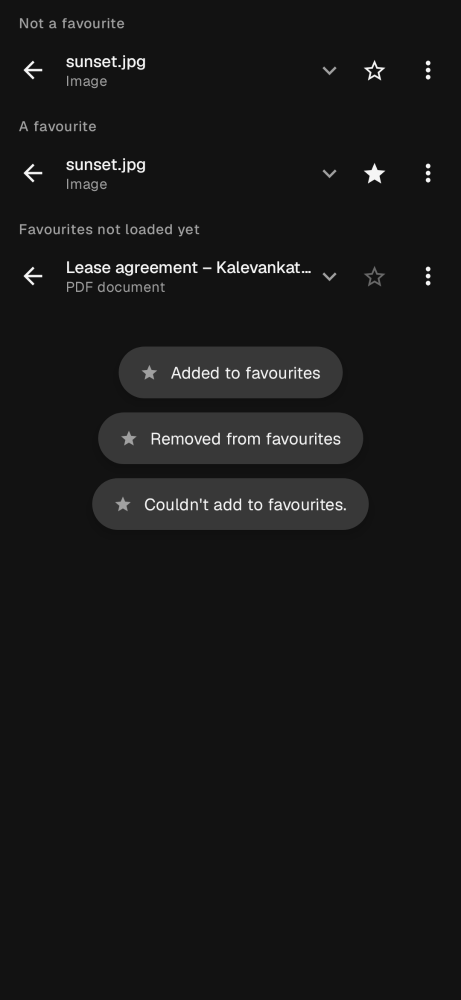 Not a favourite
sunset.jpg
Image
A favourite
sunset.jpg
Image
Favourites not loaded yet
Lease agreement – Kalevankat...
PDF document
Added to favourites
Removed from favourites
Couldn't add to favourites.